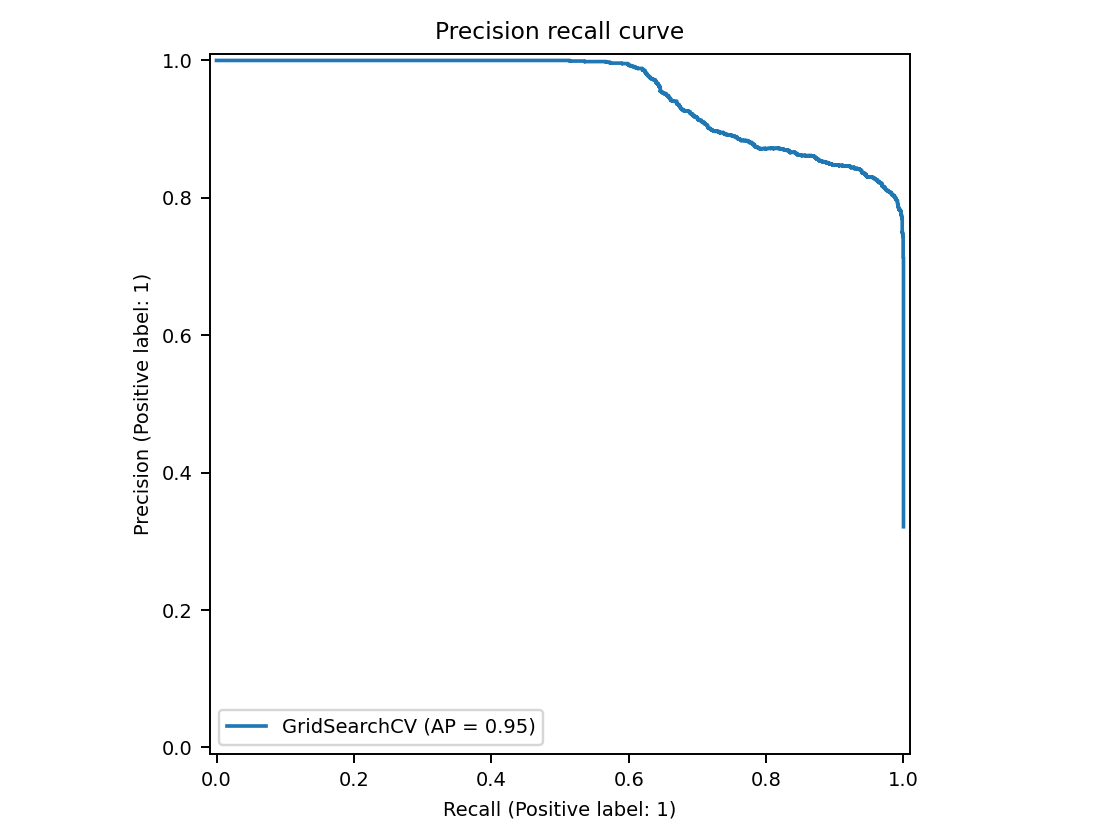 Precision recall curve
1.0
0.8
0.6
0.4
0.2
0.0
Precision (Positive label: 1)
GridSearchCV (AP = 0.95)
0.0 0.2 0.4 0.6 0.8 1.0
Recall (Positive label: 1)